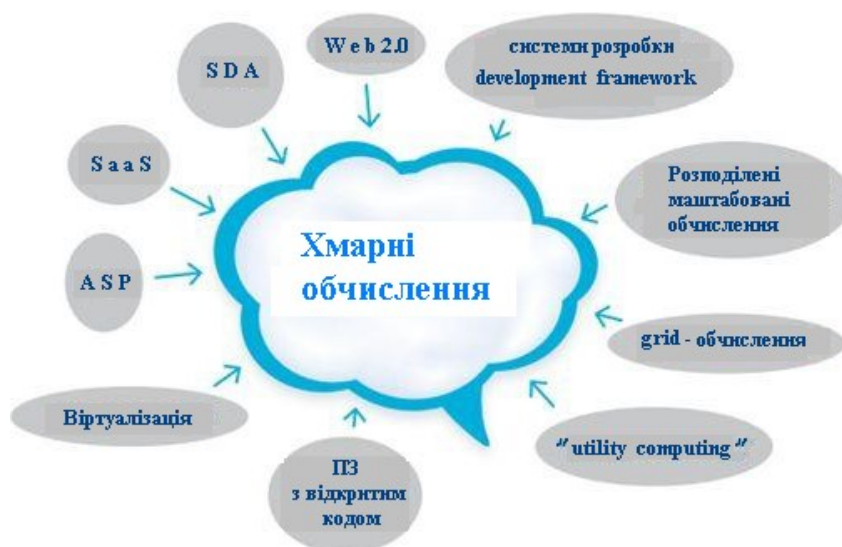 Web 2.0
системи розробки
development framework
SDA
SaaS
Розподілені
маштабовані
обчислення
Хмарні
обчислення
ASP
grid - обчислення
Віртуалізація
" utility computing "
ПЗ
з відкритим
кодом